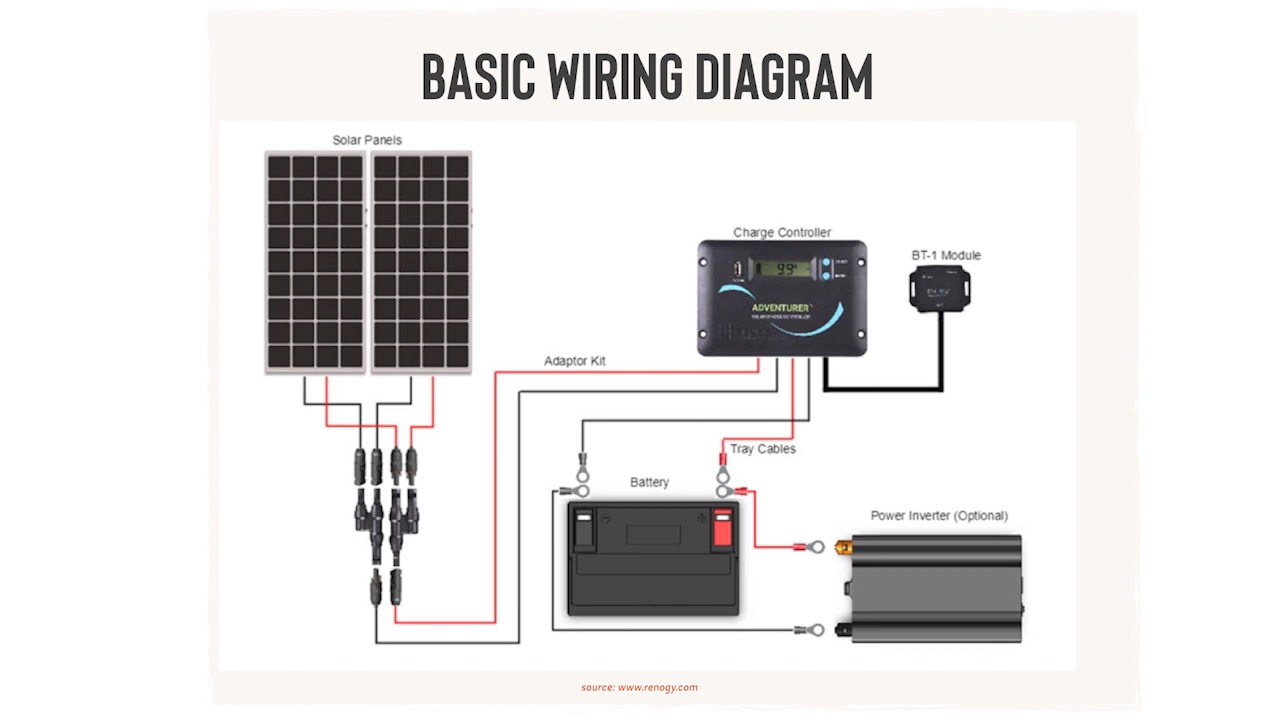 BASIC WIRING DIAGRAM
Solar Panels
Charge Controller
BT-1 Module
99
ADVENTURER
Adaptor Kit
Tray Cables
Battery
Power Inverter (Optional)
source: www.renogy.com